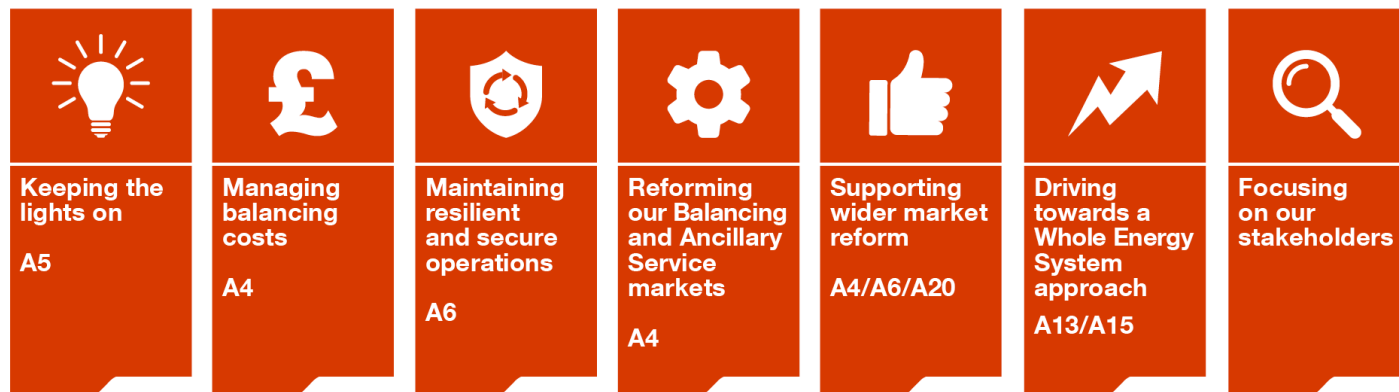 £
Keeping the
lights on
A5
Managing
balancing
costs
A4
Maintaining
resilient
and secure
operations
A6
Reforming
our Balancing
and Ancillary
Service
markets
A4
Supporting
wider market
reform
A4/A6/A20
Driving
towards a
Whole Energy
System
approach
A13/A15
Focusing
on our
stakeholders